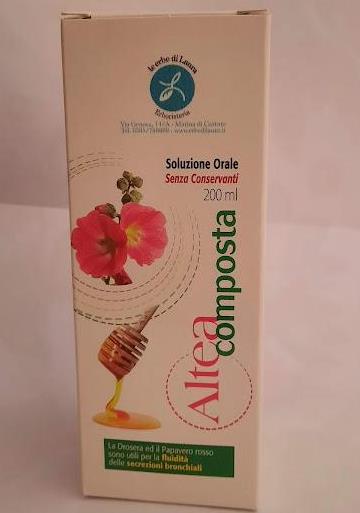 le erbe di Laura
Erboristeria
Soluzione Orale
Senza Conservanti
200 ml
Altea
composta
La Drosera ed il Papavero rosso
sono utili per la fluidità
delle secrezioni bronchiali